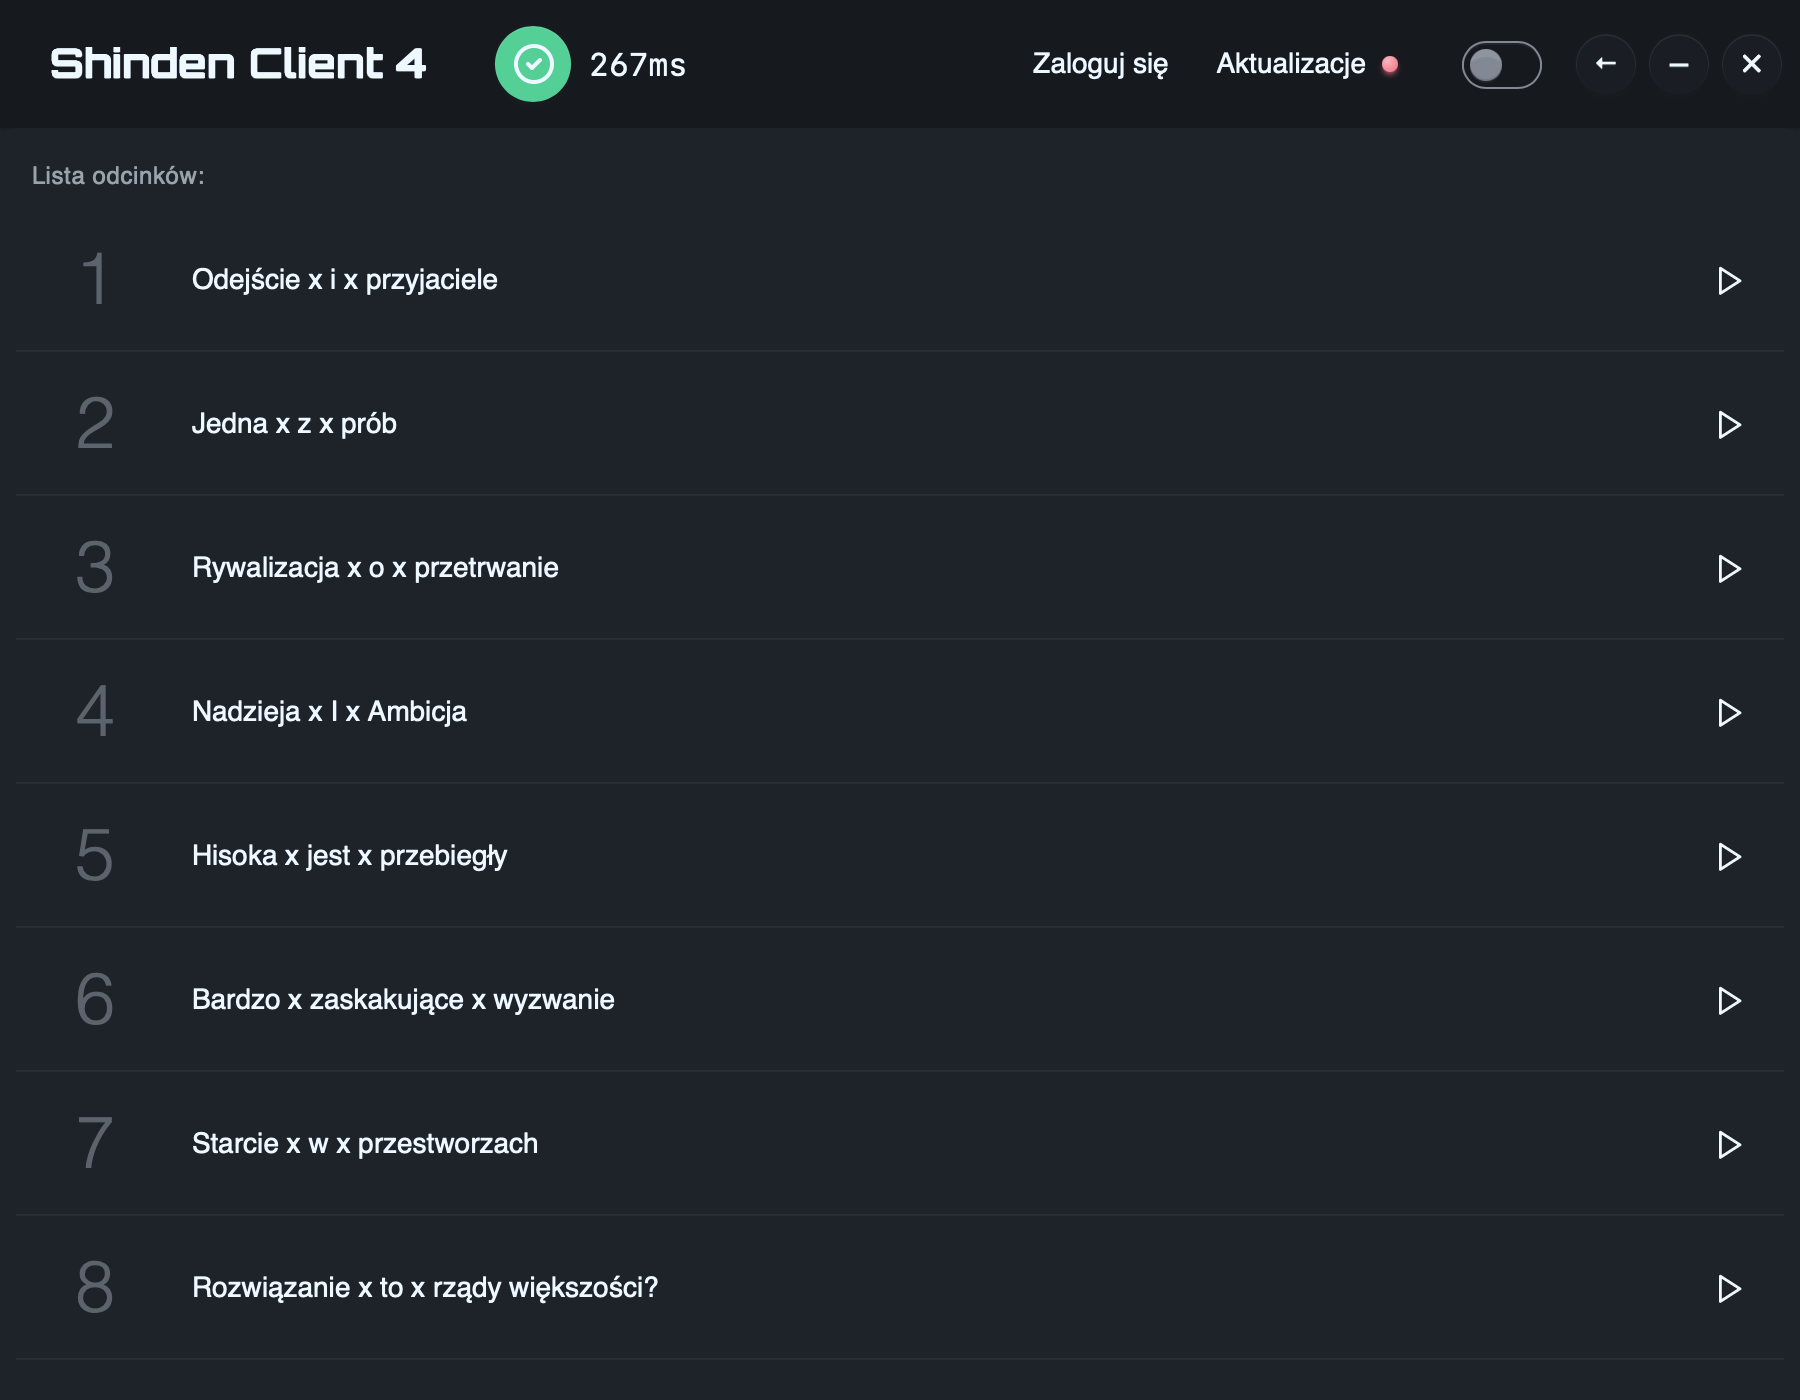 Shinden Client 4
267ms
Zaloguj się
Aktualizacje
Lista odcinków:
1
Odejście x i x przyjaciele
2
Jedna x z x prób
3
Rywalizacja x o x przetrwanie
4
Nadzieja x I x Ambicja
5
Hisoka x jest x przebiegły
6
Bardzo x zaskakujące x wyzwanie
7
Starcie x w x przestworzach
8
Rozwiązanie x to x rządy większości?